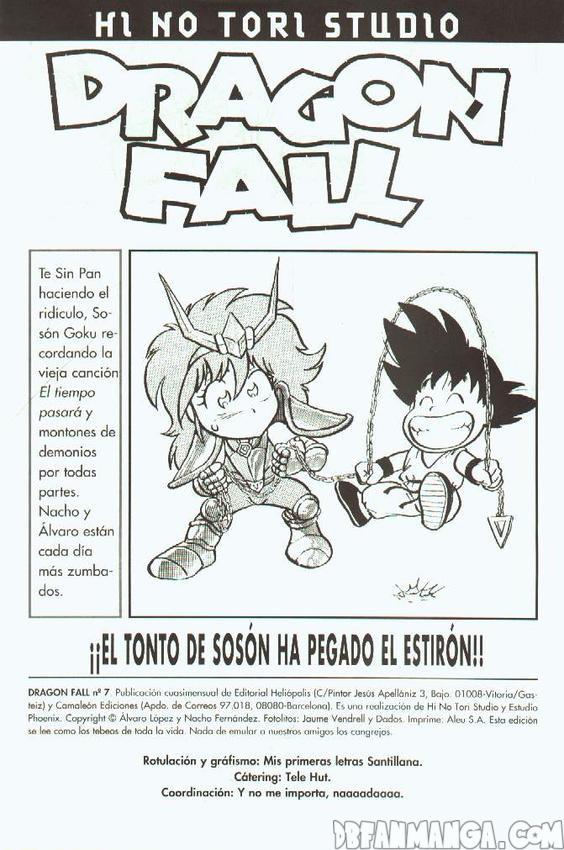 HI NO TORI STUDIO
DRAGON
FALL
Te Sin Pan
haciendo el
ridículo, So-
són Goku re-
cordando la
vieja canción
El tiempo
pasará y
montones de
demonios
por todas
partes.
Nacho y
Álvaro están
cada día
más zumba-
dos.
¡¡EL TONTO DE SOSÓN HA PEGADO EL ESTIRÓN!!
DRAGON FALL nº 7. Publicación cuasimensual de Editorial Heliópolis (C/Pintor Jesús Apellániz 3, Bajo. 01008-Vitoria/Gas-
teiz) y Camaleón Ediciones (Apdo. de Correos 97.018, 08080-Barcelona). Es una realización de Hi No Tori Studio y Estudio
Phoenix. Copyright © Álvaro López y Nacho Fernández. Fotolitos: Jaume Vendrell y Dados. Imprime: Aleu S.A. Esta edición
se lee como los tebeos de toda la vida. Nada de emular a nuestros amigos los cangrejos.
Rotulación y gráfismo: Mis primeras letras Santillana.
Cátering: Tele Hut.
Coordinación: Y no me importa, naaaadaaaa.
DBFANMANGA.COM